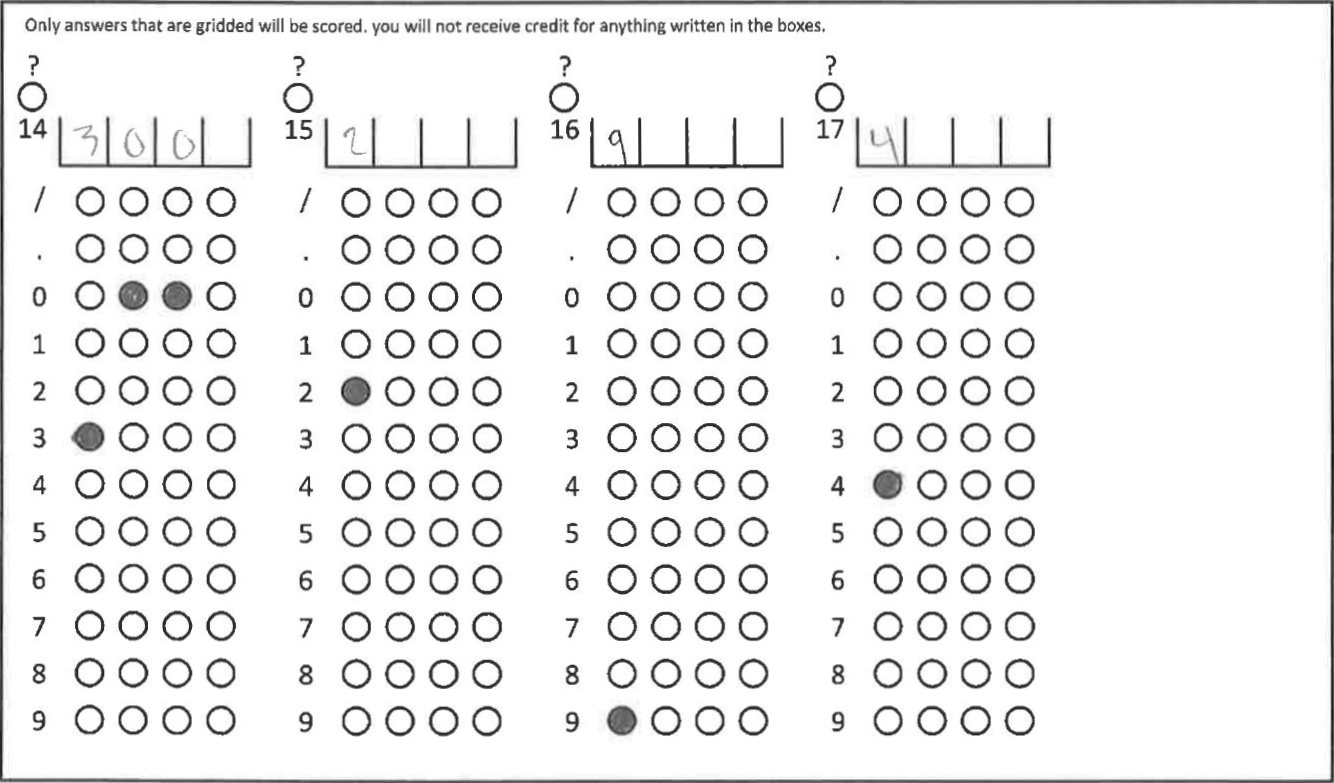 Only answers that are gridded will be scored. you will not receive credit for anything written in the boxes.
? ? ? ?
14 3 0 0 15 2 16 9 17 4
/ / / /
. . . .
0 0 0 0
1 1 1 1
2 2 2 2
3 3 3 3
4 4 4 4
5 5 5 5
6 6 6 6
7 7 7 7
8 8 8 8
9 9 9 9